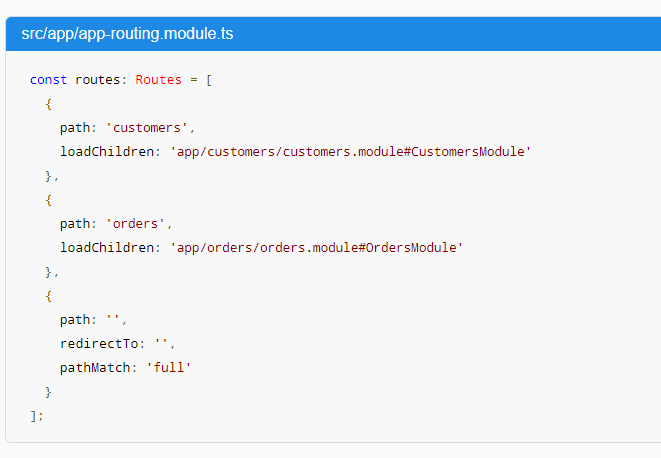 src/app/app-routing.module.ts
const routes: Routes = [
  {
    path: 'customers',
    loadChildren: 'app/customers/customers.module#CustomersModule'
  },
  {
    path: 'orders',
    loadChildren: 'app/orders/orders.module#OrdersModule'
  },
  {
    path: '',
    redirectTo: '',
    pathMatch: 'full'
  }
];